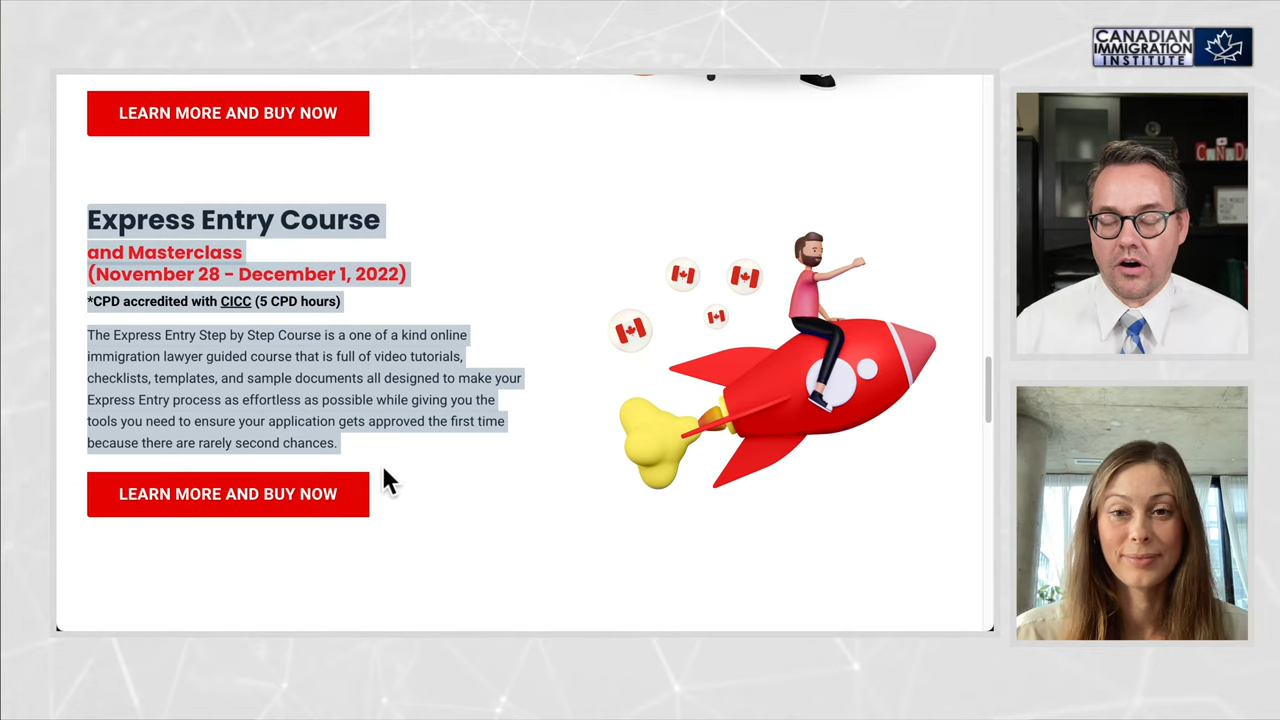 CANADIAN
IMMIGRATION
INSTITUTE
LEARN MORE AND BUY NOW
Express Entry Course
and Masterclass
(November 28 - December 1, 2022)
*CPD accredited with CICC (5 CPD hours)
The Express Entry Step by Step Course is a one of a kind online
immigration lawyer guided course that is full of video tutorials,
checklists, templates, and sample documents all designed to make your
Express Entry process as effortless as possible while giving you the
tools you need to ensure your application gets approved the first time
because there are rarely second chances.
LEARN MORE AND BUY NOW
CND